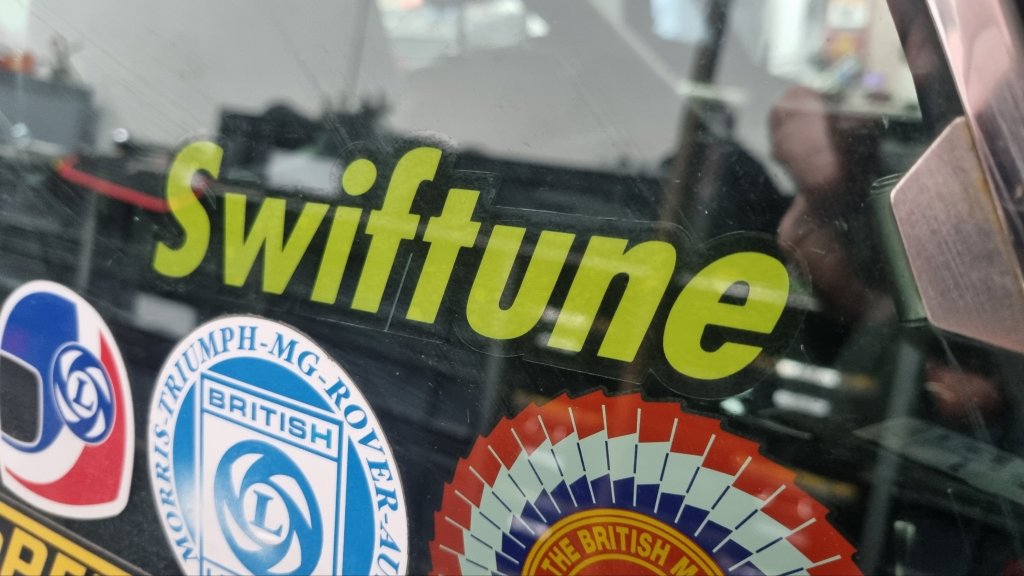 Swiftune
L
MORRIS-TRIUMPH-MG-ROVER-AU
BRITISH
L
THE BRITISH M